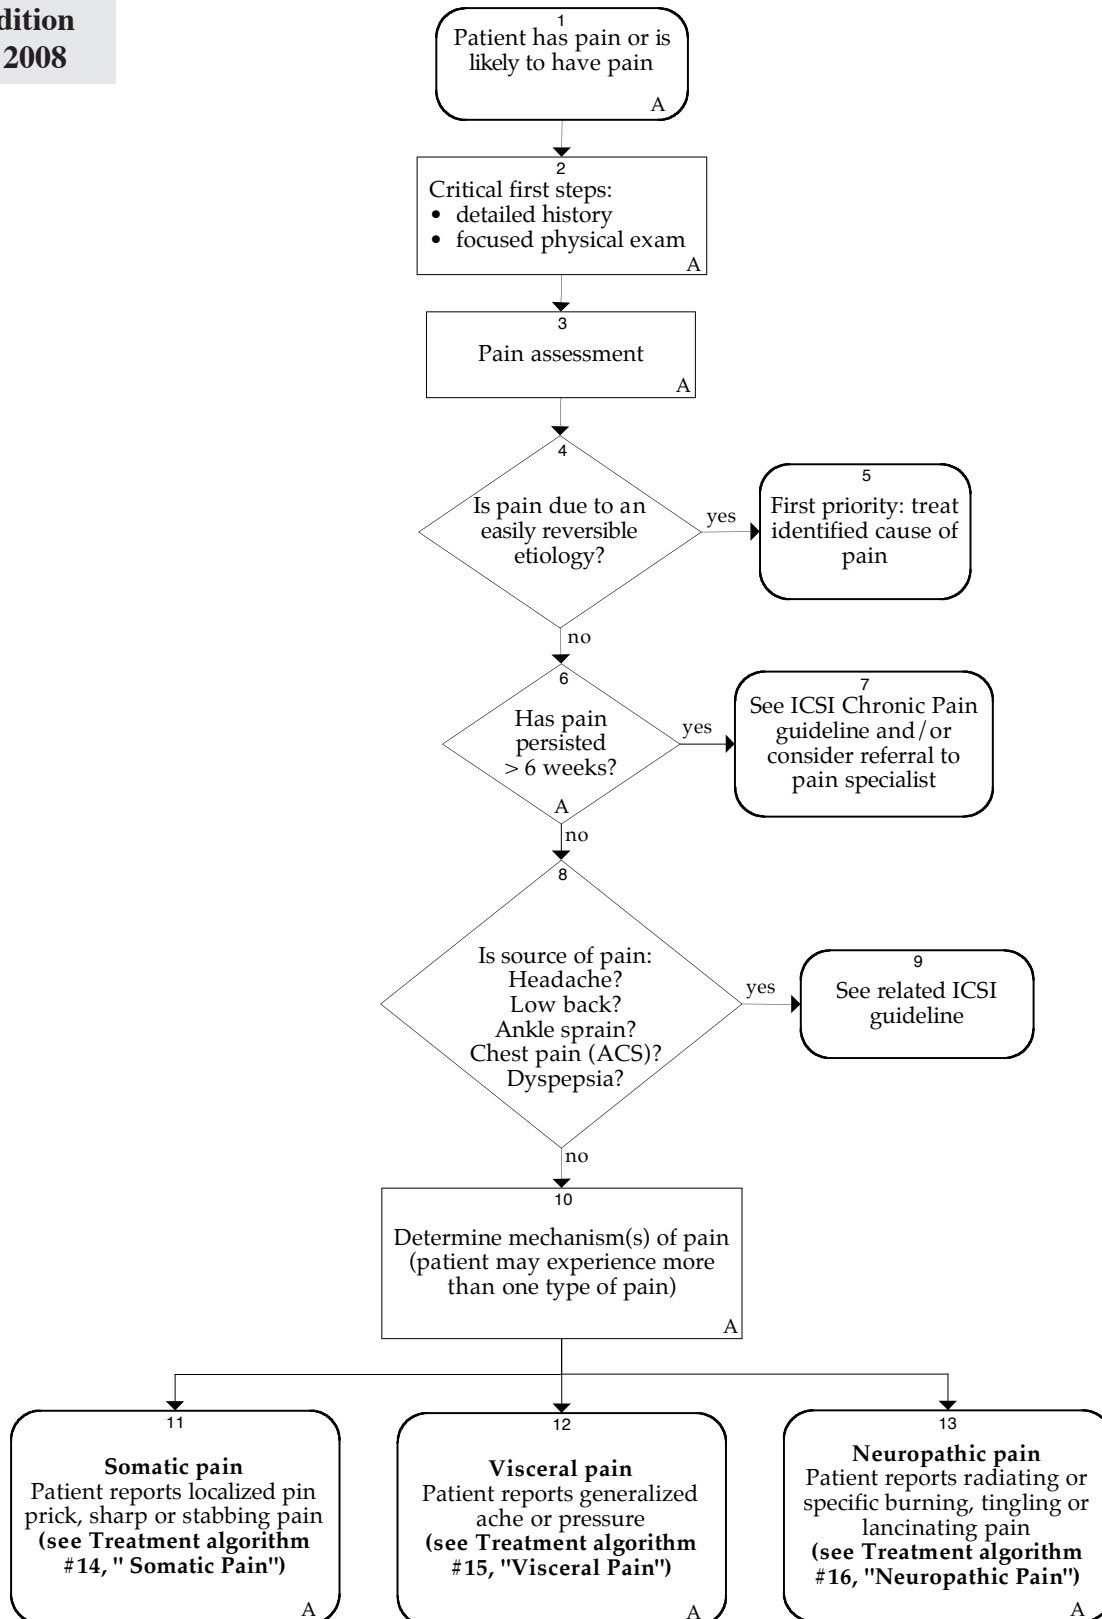 dition
2008
1
Patient has pain or is
likely to have pain
A
2
Critical first steps:
• detailed history
• focused physical exam
A
3
Pain assessment
A
4
Is pain due to an
easily reversible
etiology?
yes
5
First priority: treat
identified cause of
pain
no
6
Has pain
persisted
> 6 weeks?
A
yes
7
See ICSI Chronic Pain
guideline and/or
consider referral to
pain specialist
no
8
Is source of pain:
Headache?
Low back?
Ankle sprain?
Chest pain (ACS)?
Dyspepsia?
yes
9
See related ICSI
guideline
no
10
Determine mechanism(s) of pain
(patient may experience more
than one type of pain)
A
11
Somatic pain
Patient reports localized pin
prick, sharp or stabbing pain
(see Treatment algorithm
#14, " Somatic Pain")
A
12
Visceral pain
Patient reports generalized
ache or pressure
(see Treatment algorithm
#15, "Visceral Pain")
A
13
Neuropathic pain
Patient reports radiating or
specific burning, tingling or
lancinating pain
(see Treatment algorithm
#16, "Neuropathic Pain")
A